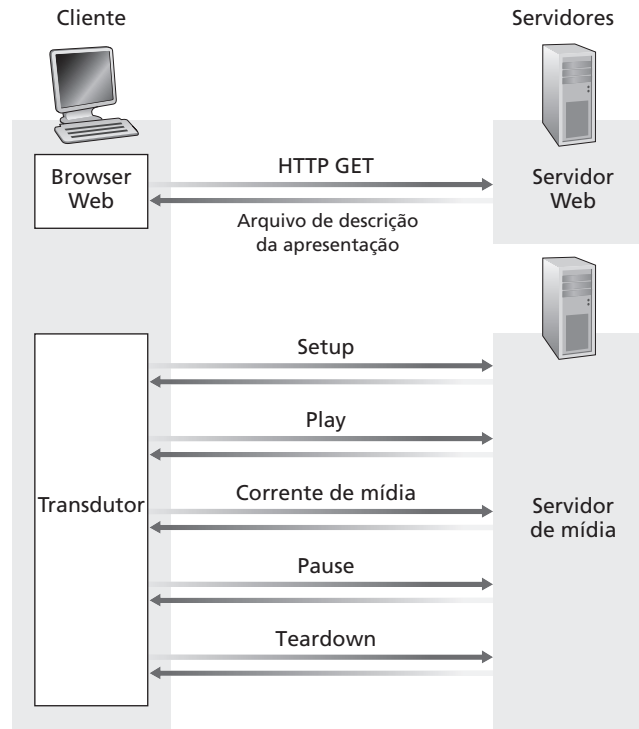 Cliente
Servidores
Browser
Web
HTTP GET
Arquivo de descrição
da apresentação
Servidor
Web
Setup
Play
Transdutor
Corrente de mídia
Servidor
de mídia
Pause
Teardown